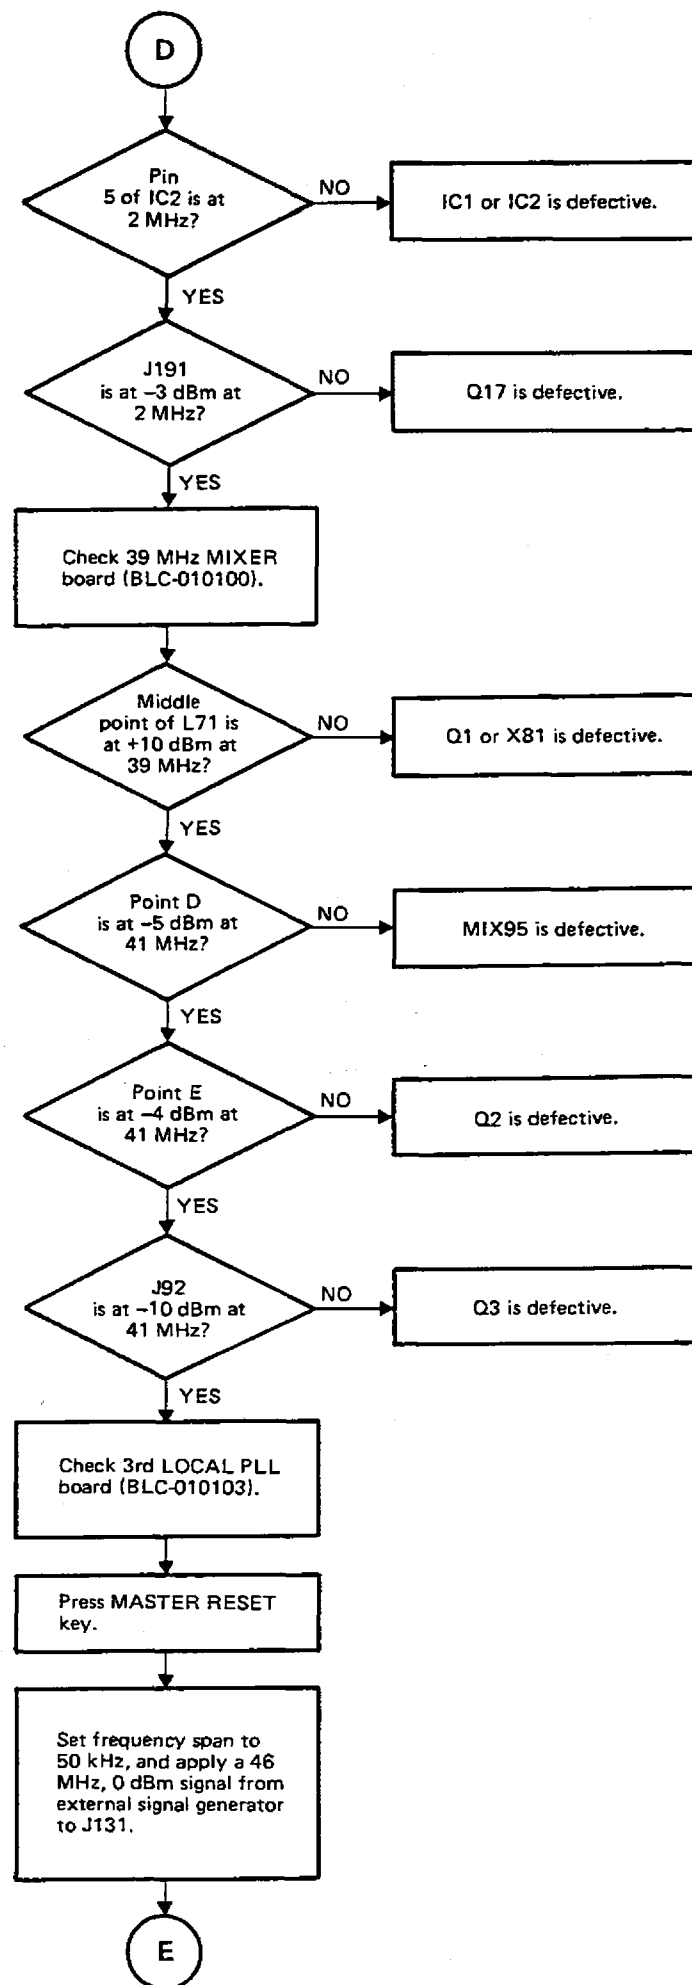 D
Pin
5 of IC2 is at
2 MHz?
NO
IC1 or IC2 is defective.
YES
J191
is at –3 dBm at
2 MHz?
NO
Q17 is defective.
YES
Check 39 MHz MIXER
board (BLC-010100).
Middle
point of L71 is
at +10 dBm at
39 MHz?
NO
Q1 or X81 is defective.
YES
Point D
is at –5 dBm at
41 MHz?
NO
MIX95 is defective.
YES
Point E
is at –4 dBm at
41 MHz?
NO
Q2 is defective.
YES
J92
is at –10 dBm at
41 MHz?
NO
Q3 is defective.
YES
Check 3rd LOCAL PLL
board (BLC-010103).
Press MASTER RESET
key.
Set frequency span to
50 kHz, and apply a 46
MHz, 0 dBm signal from
external signal generator
to J131.
E